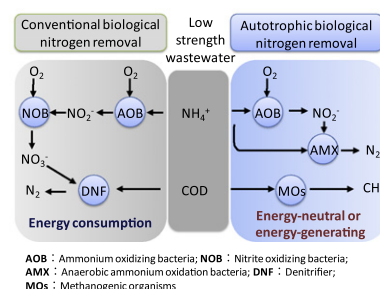 Conventional biological
nitrogen removal
Low
strength
wastewater
Autotrophic biological
nitrogen removal
O₂
O₂
O₂
NOB
NO₂⁻
AOB
NH₄⁺
AOB
NO₂⁻
NO₃⁻
AMX
N₂
N₂
DNF
COD
MOs
CH
Energy consumption
Energy-neutral or
energy-generating
AOB： Ammonium oxidizing bacteria; NOB： Nitrite oxidizing bacteria;
AMX： Anaerobic ammonium oxidation bacteria; DNF： Denitrifier;
MOs： Methanogenic organisms